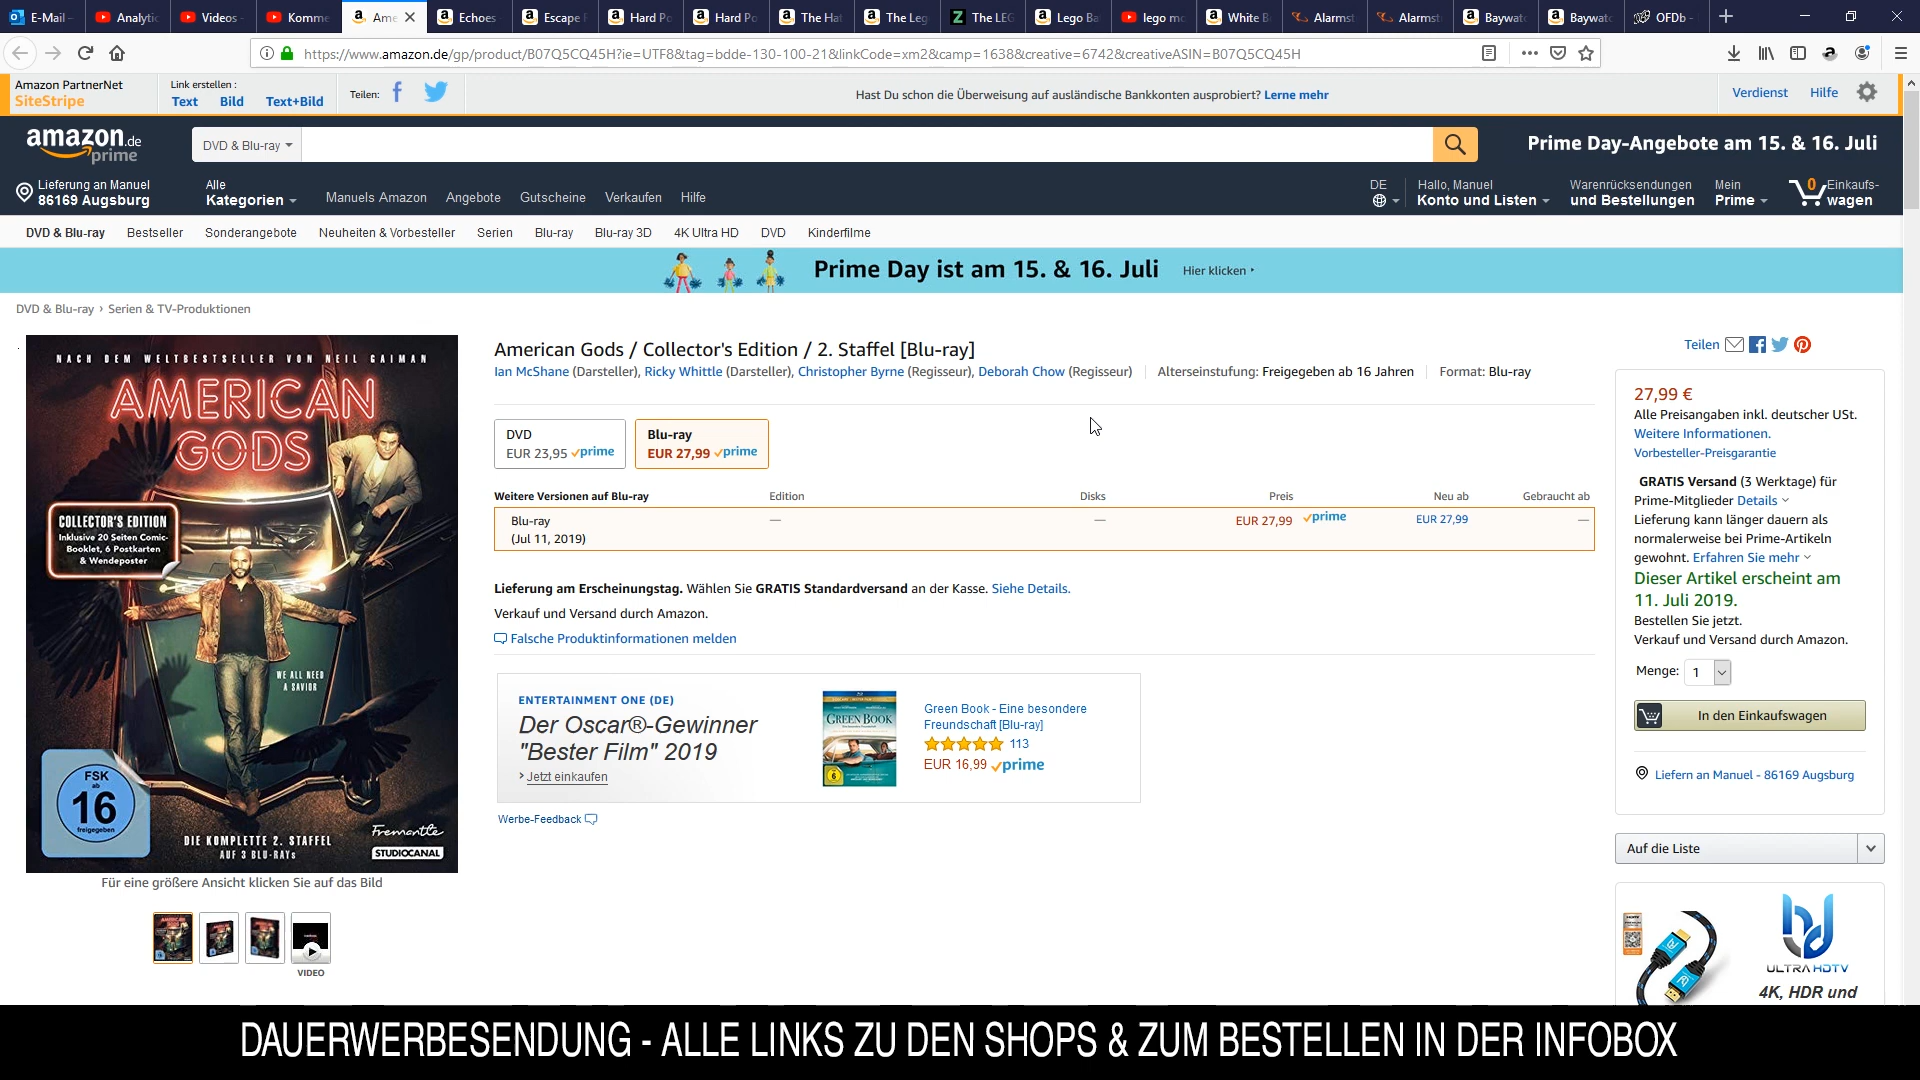 E-Mail
Analytic
Videos
Komme
Ame
Echoes
Escape
Hard Po
Hard Po
The Hat
The Leg
The LEG
Lego Ba
lego mo
White B
Alarmst
Alarmst
Baywatc
Baywatc
OFDb -
https://www.amazon.de/gp/product/B07Q5CQ45H?ie=UTF8&tag=bdde-130-100-21&linkCode=xm2&camp=1638&creative=6742&creativeASIN=B07Q5CQ45H
Amazon PartnerNet
SiteStripe
Link erstellen :
Text Bild Text+Bild
Teilen:
Hast Du schon die Überweisung auf ausländische Bankkonten ausprobiert? Lerne mehr
Verdienst Hilfe
amazon.de
prime
DVD & Blu-ray
Prime Day-Angebote am 15. & 16. Juli
Lieferung an Manuel
86169 Augsburg
Alle
Kategorien
Manuels Amazon Angebote Gutscheine Verkaufen Hilfe
DE
Hallo, Manuel
Konto und Listen
Warenrücksendungen
und Bestellungen
Mein
Prime
0
Einkaufs-
wagen
DVD & Blu-ray Bestseller Sonderangebote Neuheiten & Vorbesteller Serien Blu-ray Blu-ray 3D 4K Ultra HD DVD Kinderfilme
Prime Day ist am 15. & 16. Juli Hier klicken
DVD & Blu-ray › Serien & TV-Produktionen
NACH DEM WELTBESTSELLER VON NEIL GAIMAN
AMERICAN
GODS
COLLECTOR'S EDITION
Inklusive 20 Seiten Comic-
Booklet, 6 Postkarten
& Wendeposter
WE ALL NEED
A SAVIOR
FSK
ab
16
freigegeben
DIE KOMPLETTE 2. STAFFEL
AUF 3 BLU-RAYs
Fremantle
STUDIOCANAL
Für eine größere Ansicht klicken Sie auf das Bild
VIDEO
American Gods / Collector's Edition / 2. Staffel [Blu-ray]
Ian McShane (Darsteller), Ricky Whittle (Darsteller), Christopher Byrne (Regisseur), Deborah Chow (Regisseur) Alterseinstufung: Freigegeben ab 16 Jahren Format: Blu-ray
DVD
EUR 23,95 prime
Blu-ray
EUR 27,99 prime
Weitere Versionen auf Blu-ray Edition Disks Preis Neu ab Gebraucht ab
Blu-ray — — EUR 27,99 prime EUR 27,99 —
(Jul 11, 2019)
Lieferung am Erscheinungstag. Wählen Sie GRATIS Standardversand an der Kasse. Siehe Details.
Verkauf und Versand durch Amazon.
Falsche Produktinformationen melden
ENTERTAINMENT ONE (DE)
Der Oscar®-Gewinner
"Bester Film" 2019
› Jetzt einkaufen
GREEN BOOK
6
Green Book - Eine besondere
Freundschaft [Blu-ray]
113
EUR 16,99 prime
Werbe-Feedback
Teilen
27,99 €
Alle Preisangaben inkl. deutscher USt.
Weitere Informationen.
Vorbesteller-Preisgarantie
GRATIS Versand (3 Werktage) für
Prime-Mitglieder Details
Lieferung kann länger dauern als
normalerweise bei Prime-Artikeln
gewohnt. Erfahren Sie mehr
Dieser Artikel erscheint am
11. Juli 2019.
Bestellen Sie jetzt.
Verkauf und Versand durch Amazon.
Menge: 1
In den Einkaufswagen
Liefern an Manuel - 86169 Augsburg
Auf die Liste
ULTRA HDTV
4K, HDR und
DAUERWERBESENDUNG - ALLE LINKS ZU DEN SHOPS & ZUM BESTELLEN IN DER INFOBOX